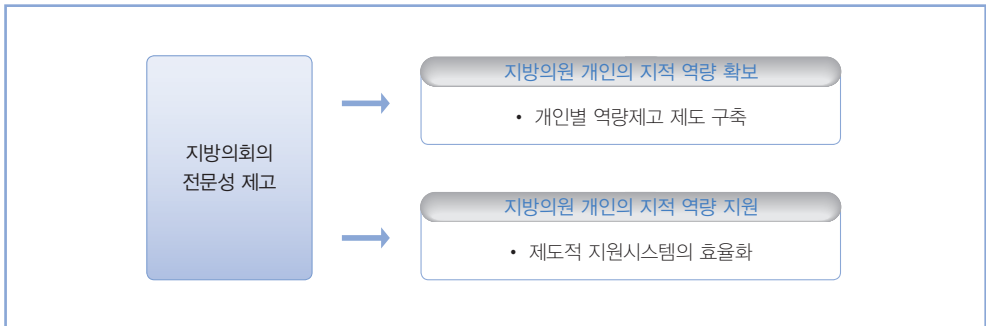 지방의회의
전문성 제고
지방의원 개인의 지적 역량 확보
• 개인별 역량제고 제도 구축
지방의원 개인의 지적 역량 지원
• 제도적 지원시스템의 효율화